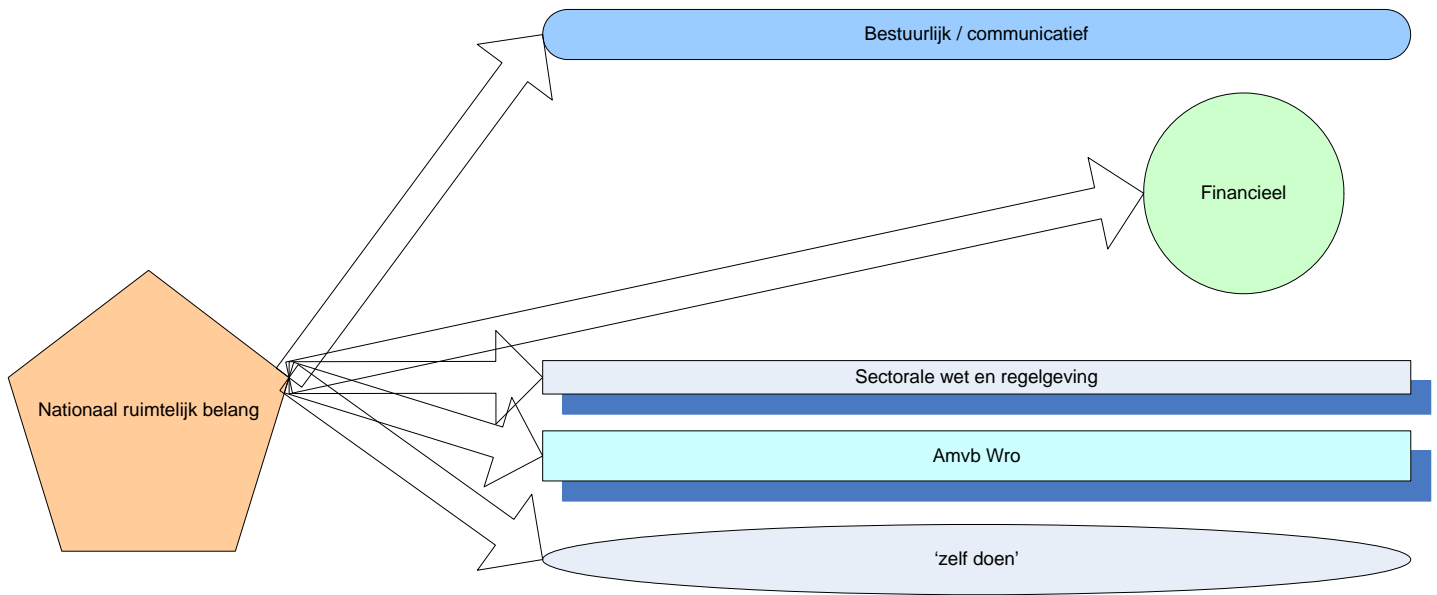 Bestuurlijk / communicatief
Financieel
Sectorale wet en regelgeving
Nationaal ruimtelijk belang
Amvb Wro
‘zelf doen’